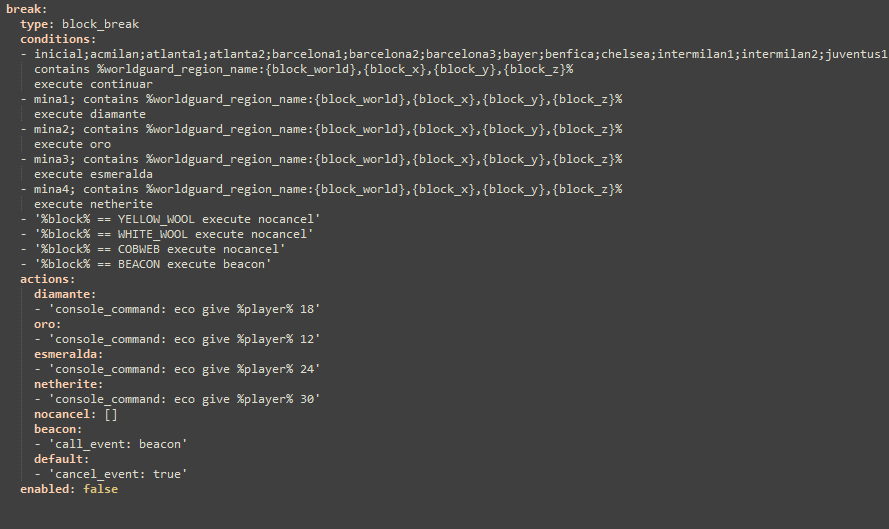 break:
type: block_break
conditions:
- inicial;acmilan;atlanta1;atlanta2;barcelona1;barcelona2;barcelona3;bayer;benfica;chelsea;intermilan1;intermilan2;juventus1
contains %worldguard_region_name:{block_world},{block_x},{block_y},{block_z}%
execute continuar
- mina1; contains %worldguard_region_name:{block_world},{block_x},{block_y},{block_z}%
execute diamante
- mina2; contains %worldguard_region_name:{block_world},{block_x},{block_y},{block_z}%
execute oro
- mina3; contains %worldguard_region_name:{block_world},{block_x},{block_y},{block_z}%
execute esmeralda
- mina4; contains %worldguard_region_name:{block_world},{block_x},{block_y},{block_z}%
execute netherite
- '%block% == YELLOW_WOOL execute nocancel'
- '%block% == WHITE_WOOL execute nocancel'
- '%block% == COBWEB execute nocancel'
- '%block% == BEACON execute beacon'
actions:
diamante:
- 'console_command: eco give %player% 18'
oro:
- 'console_command: eco give %player% 12'
esmeralda:
- 'console_command: eco give %player% 24'
netherite:
- 'console_command: eco give %player% 30'
nocancel: []
beacon:
- 'call_event: beacon'
default:
- 'cancel_event: true'
enabled: false